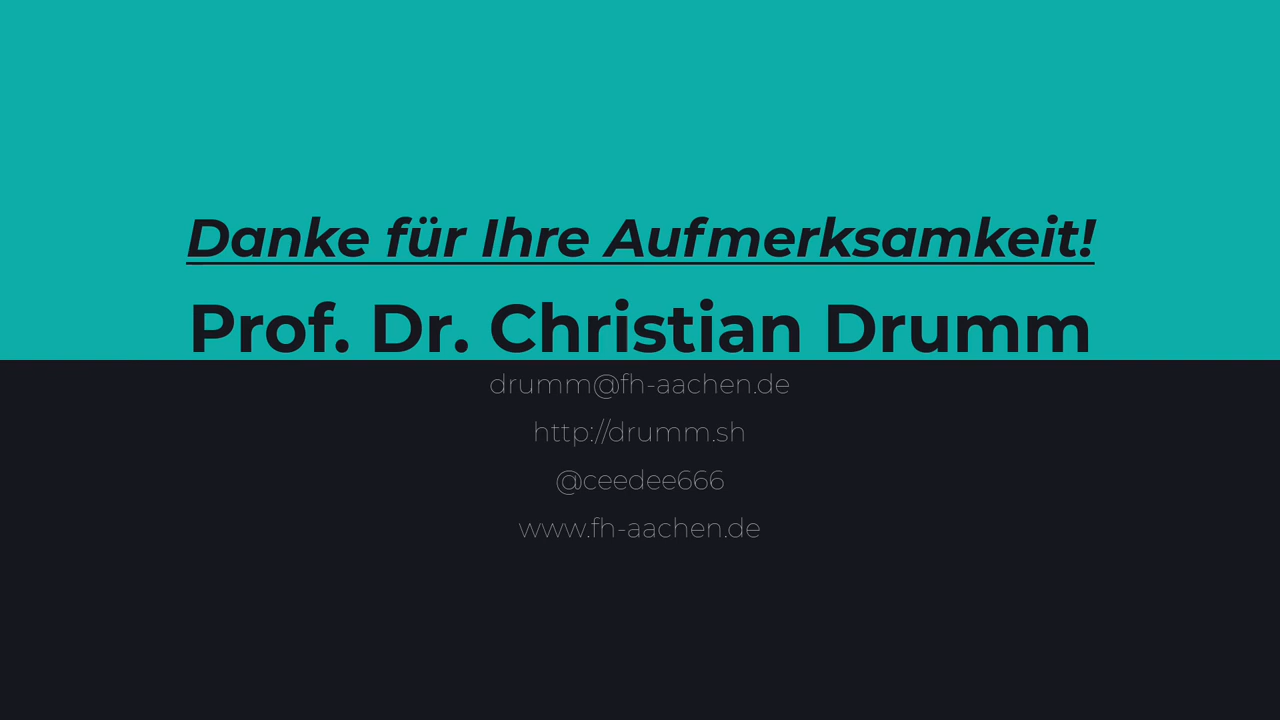 Danke für Ihre Aufmerksamkeit!
Prof. Dr. Christian Drumm
drumm@fh-aachen.de
http://drumm.sh
@ceedee666
www.fh-aachen.de